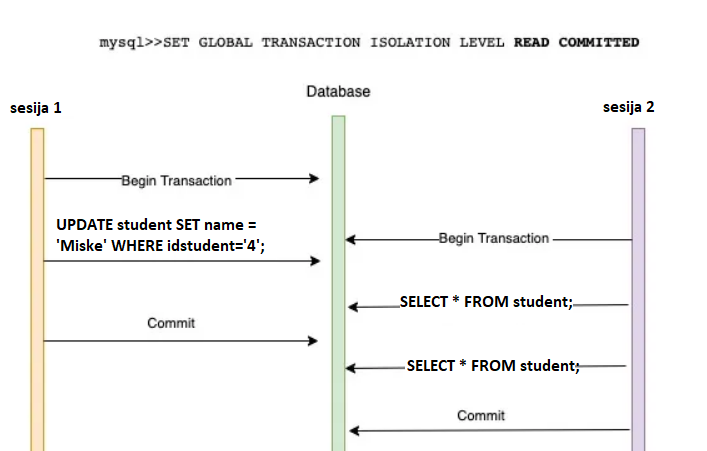 mysql>>SET GLOBAL TRANSACTION ISOLATION LEVEL READ COMMITTED
Database
sesija 1
sesija 2
Begin Transaction
UPDATE student SET name =
'Miske' WHERE idstudent='4';
Begin Transaction
SELECT * FROM student;
Commit
SELECT * FROM student;
Commit